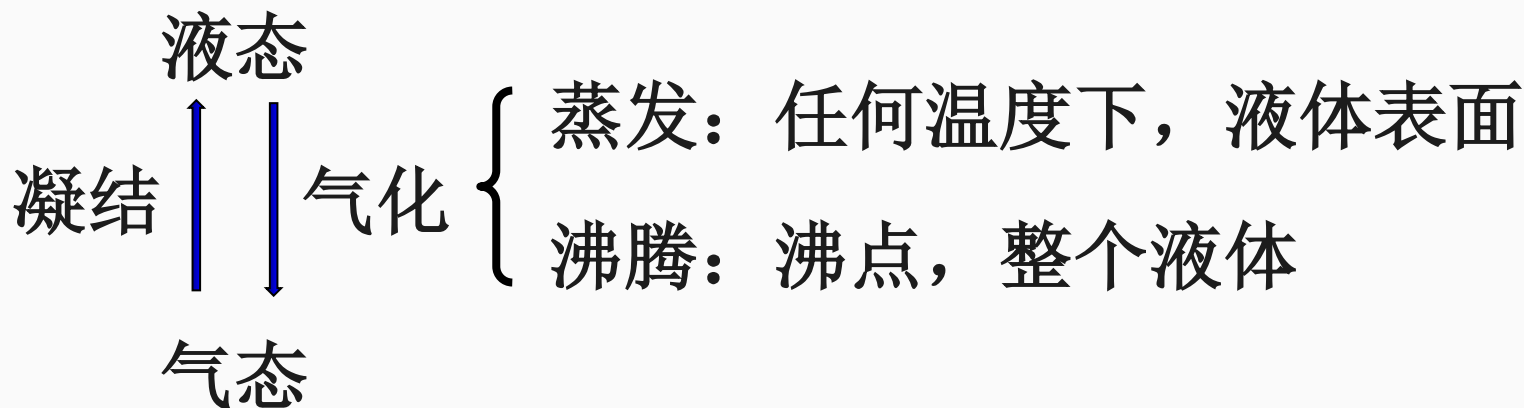 液态
蒸发：任何温度下，液体表面
凝结
气化
沸腾：沸点，整个液体
气态